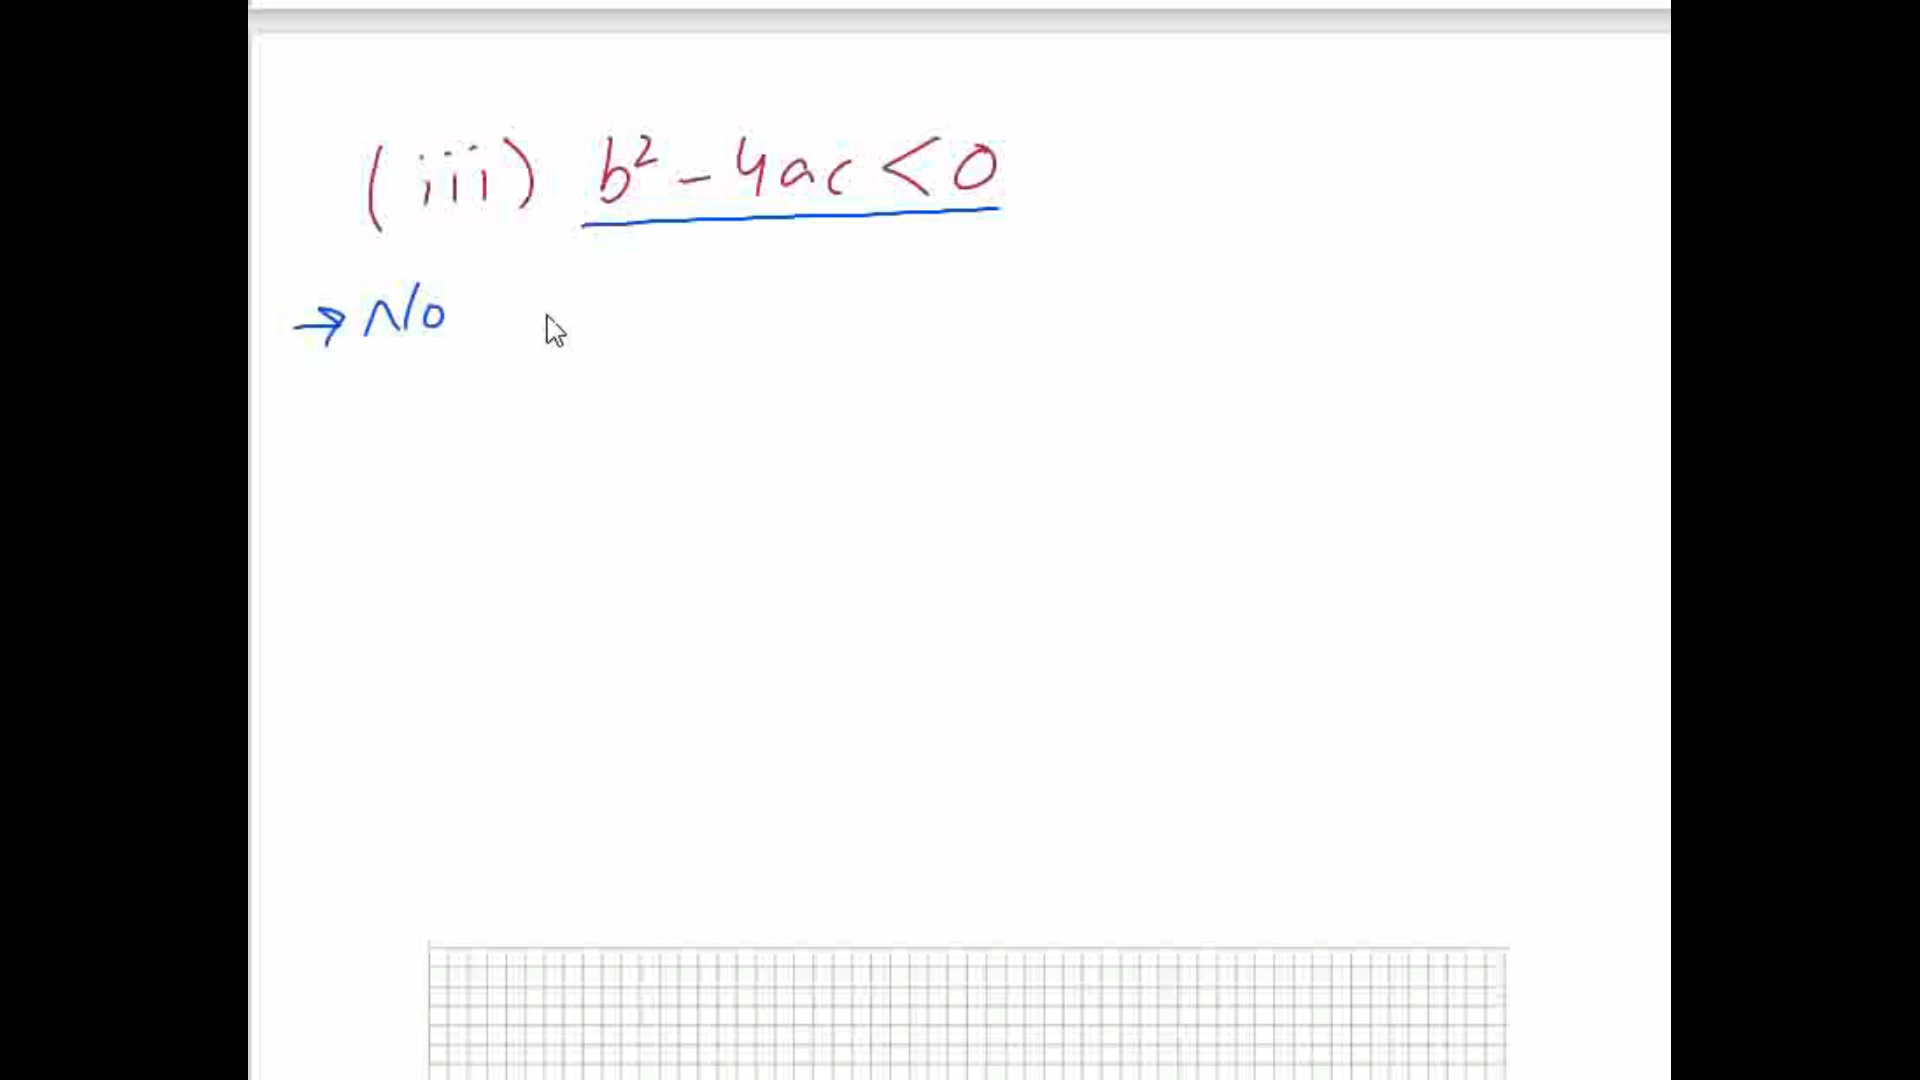 (iii) b² - 4ac < 0
→ No